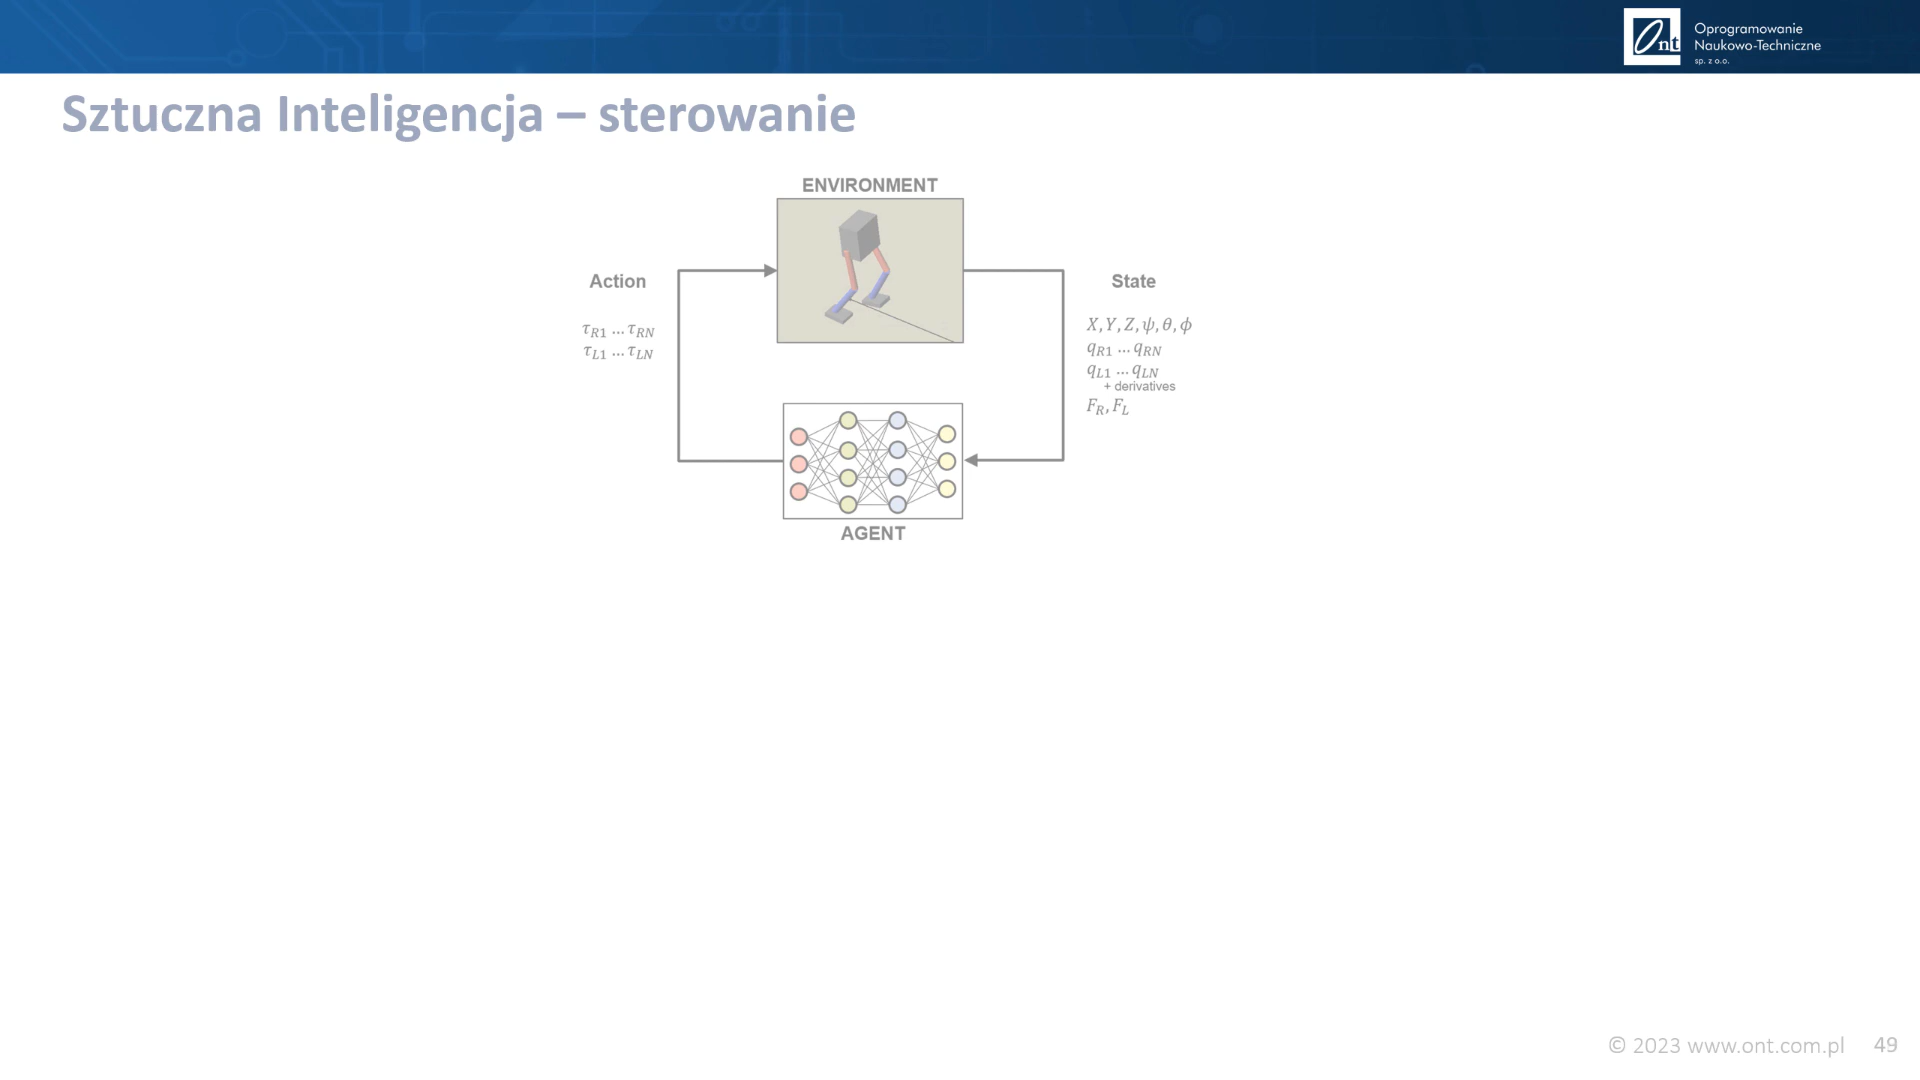 Ont
Oprogramowanie
Naukowo-Techniczne
sp. z o.o.
Sztuczna Inteligencja – sterowanie
ENVIRONMENT
Action
τR1 ... τRN
τL1 ... τLN
State
X, Y, Z, ψ, θ, ϕ
qR1 ... qRN
qL1 ... qLN
+ derivatives
FR, FL
AGENT
© 2023 www.ont.com.pl 49